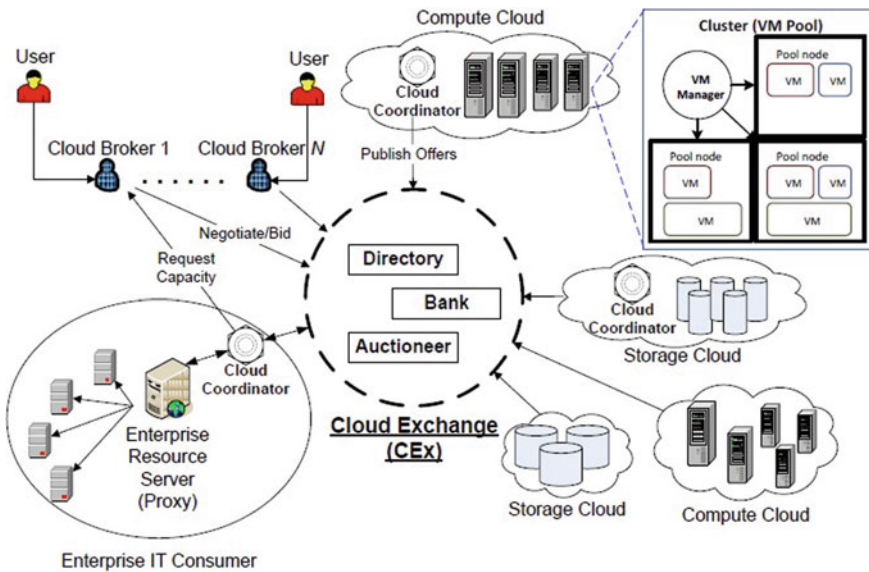 Compute Cloud
Cluster (VM Pool)
User
User
Cloud
Coordinator
VM
Manager
Pool node
VM
VM
Cloud Broker 1
Cloud Broker N
Publish Offers
Pool node
VM
VM
Pool node
VM
VM
VM
Negotiate/Bid
Request
Capacity
Directory
Bank
Auctioneer
Cloud
Coordinator
Storage Cloud
Cloud
Coordinator
Cloud Exchange
(CEx)
Enterprise
Resource
Server
(Proxy)
Storage Cloud
Compute Cloud
Enterprise IT Consumer